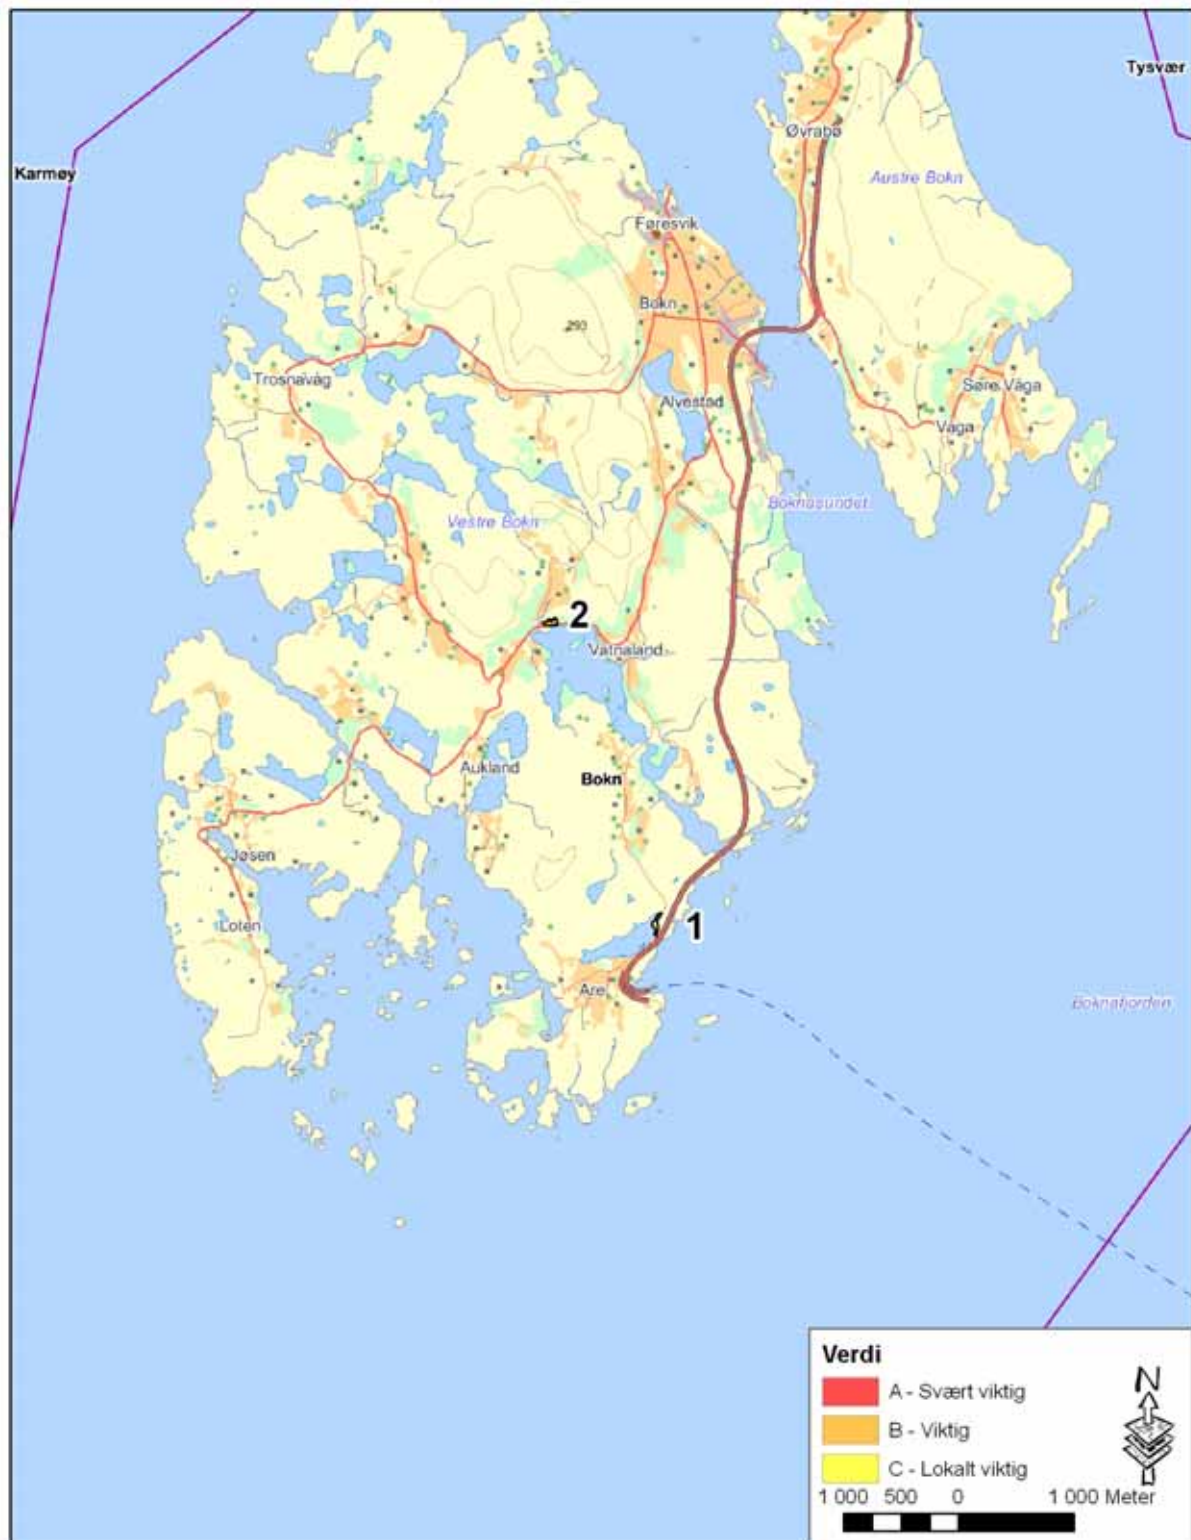 Tysvær
Øvrabø
Karmøy
Austre Bokn
Føresvik
Bokn
293
Trosnavåg
Søre Våga
Alvestad
Våga
Boknasundet
Vestre Bokn
2
Vatnaland
Aukland
Bokn
Jøsen
Loten
1
Are
Boknafjorden
Verdi
N
A - Svært viktig
B - Viktig
C - Lokalt viktig
1 000 500 0 1 000 Meter